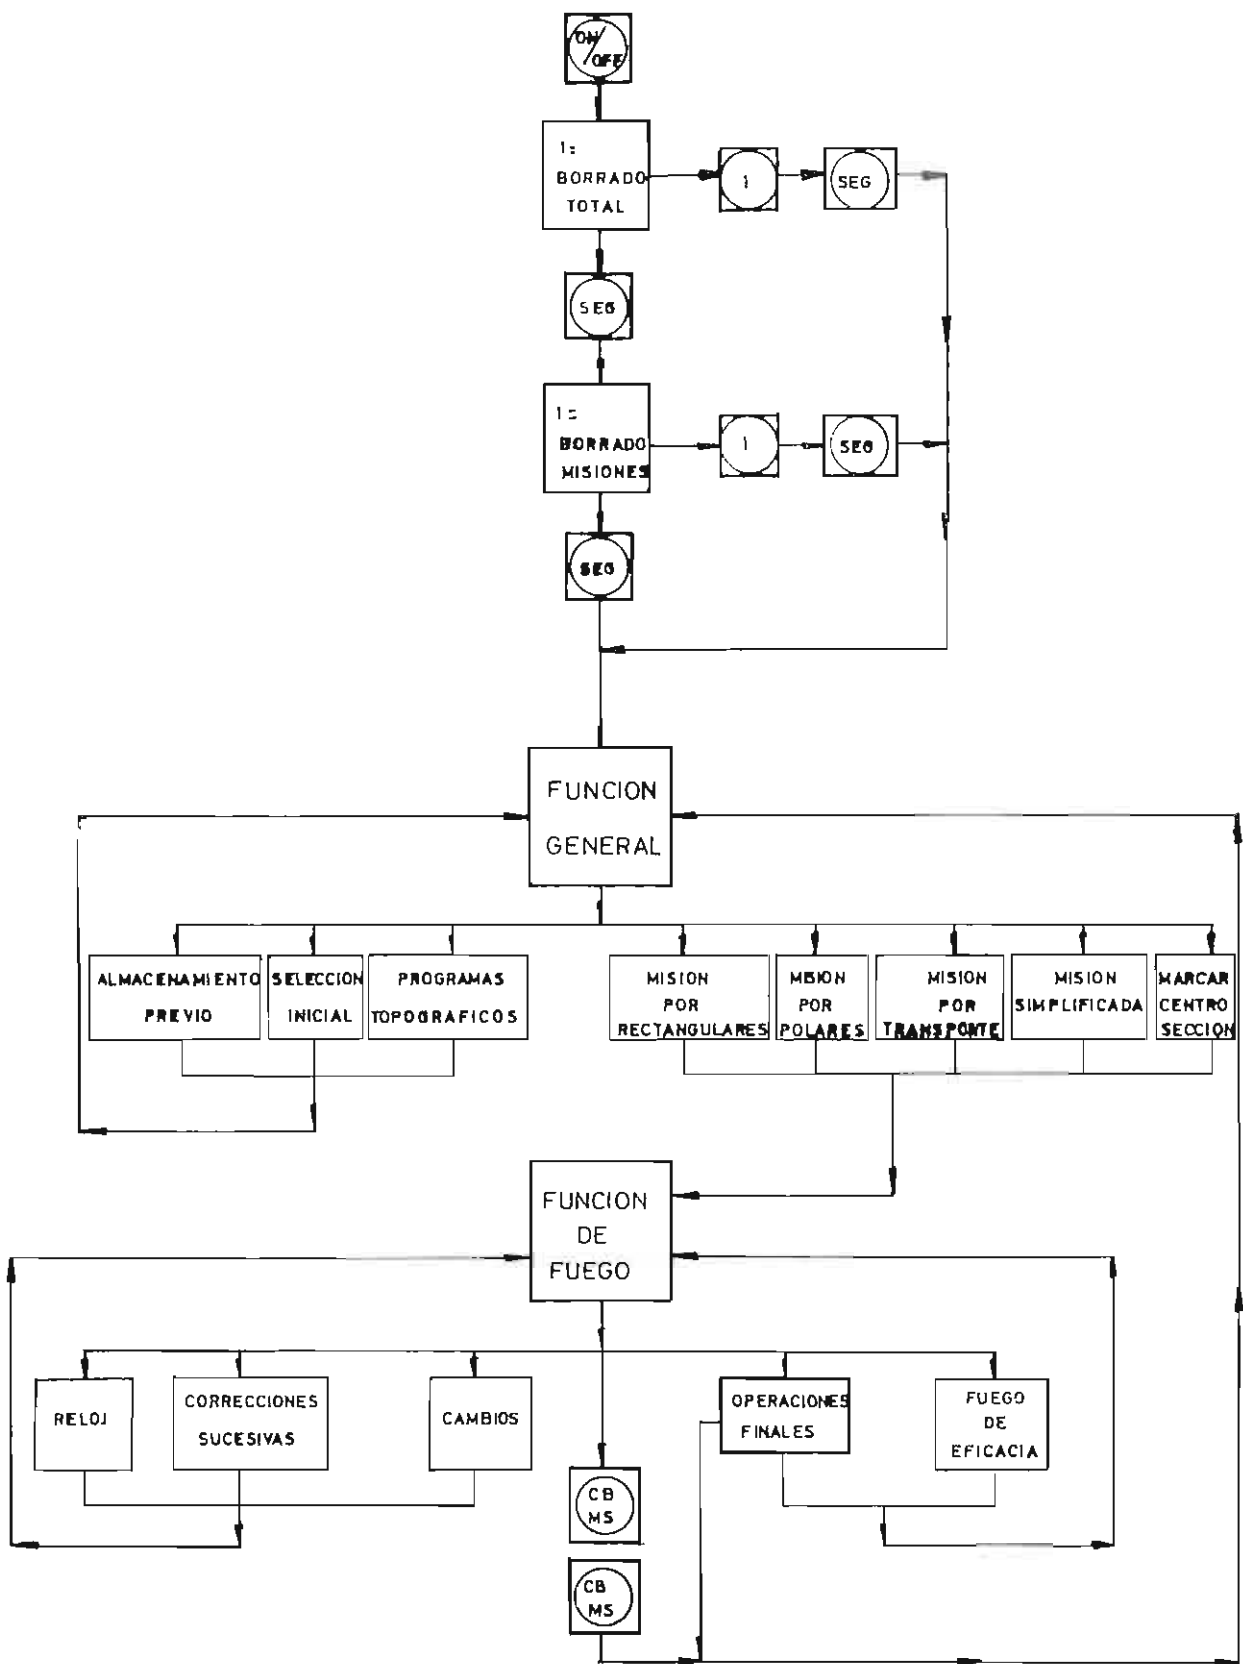 ON/OFF
1:
BORRADO
TOTAL
1
SEG
SEG
1:
BORRADO
MISIONES
1
SEG
SEG
FUNCION
GENERAL
ALMACENAMIENTO
PREVIO
SELECCION
INICIAL
PROGRAMAS
TOPOGRAFICOS
MISION
POR
RECTANGULARES
MISION
POR
POLARES
MISION
POR
TRANSPORTE
MISION
SIMPLIFICADA
MARCAR
CENTRO
SECCION
FUNCION
DE
FUEGO
RELOJ
CORRECCIONES
SUCESIVAS
CAMBIOS
OPERACIONES
FINALES
FUEGO
DE
EFICACIA
CB
MS
CB
MS